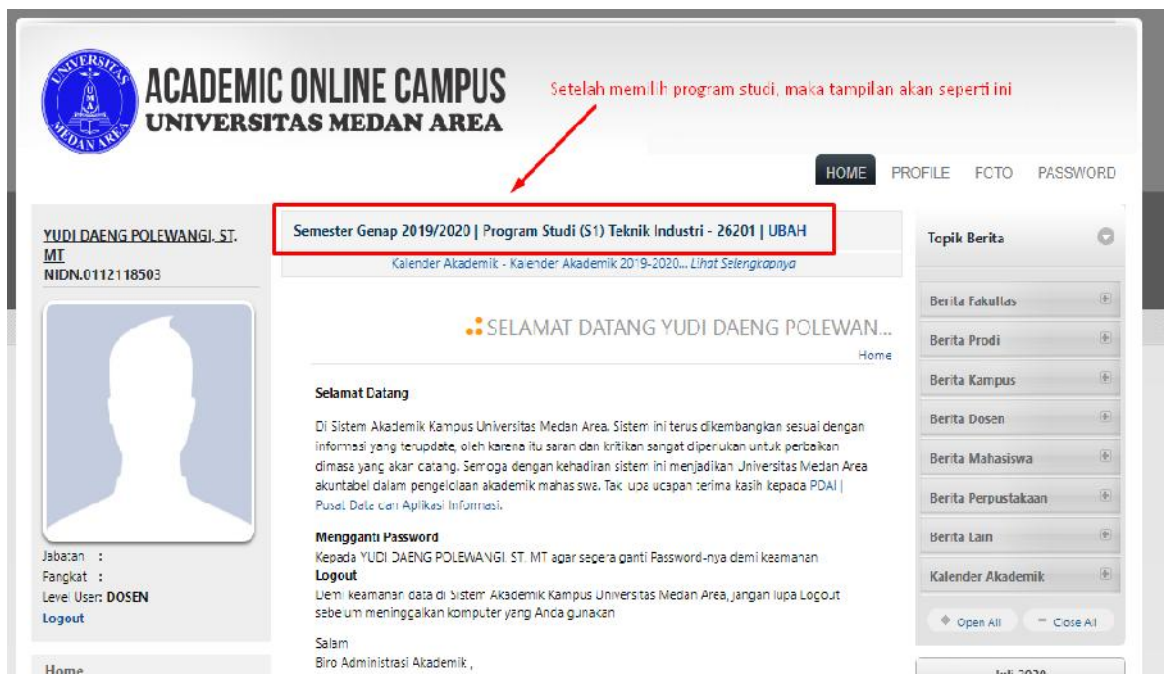 UNIVERSITAS
UMA
MEDAN AREA
ACADEMIC ONLINE CAMPUS
UNIVERSITAS MEDAN AREA
Setelah memilih program studi, maka tampilan akan seperti ini
HOME PROFILE FOTO PASSWORD
YUDI DAENG POLEWANGI, ST.
MT
NIDN.0112118503
Jabatan :
Pangkat :
Level User: DOSEN
Logout
Home
Semester Genap 2019/2020 | Program Studi (S1) Teknik Industri - 26201 | UBAH
Kalender Akademik - Kalender Akademik 2019-2020... Lihat Selengkapnya
SELAMAT DATANG YUDI DAENG POLEWAN...
Home
Selamat Datang
Di Sistem Akademik Kampus Universitas Medan Area. Sistem ini terus dikembangkan sesuai dengan
informasi yang terupdate, oleh karena itu saran dan kritikan sangat diperlukan untuk perbaikan
dimasa yang akan datang. Semoga dengan kehadiran sistem ini menjadikan Universitas Medan Area
akuntabel dalam pengelolaan akademik mahasiswa. Tak lupa ucapan terima kasih kepada PDAI |
Pusat Data dan Aplikasi Informasi.
Mengganti Password
Kepada YUDI DAENG POLEWANGI, ST. MT agar segera ganti Password-nya demi keamanan
Logout
Demi keamanan data di Sistem Akademik Kampus Universitas Medan Area, jangan lupa Logout
sebelum meninggalkan komputer yang Anda gunakan
Salam
Biro Administrasi Akademik ,
Topik Berita
Berita Fakultas
Berita Prodi
Berita Kampus
Berita Dosen
Berita Mahasiswa
Berita Perpustakaan
Berita Lain
Kalender Akademik
Open All Close All
Juli 2020